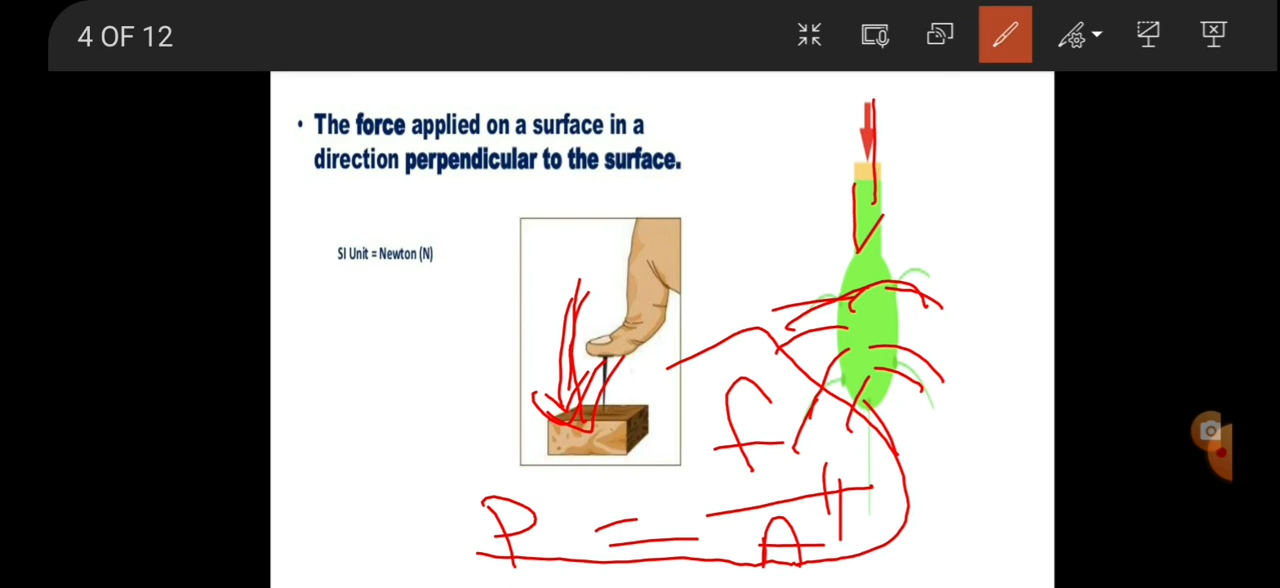 4 OF 12
• The force applied on a surface in a
direction perpendicular to the surface.
SI Unit = Newton (N)
f
P = A